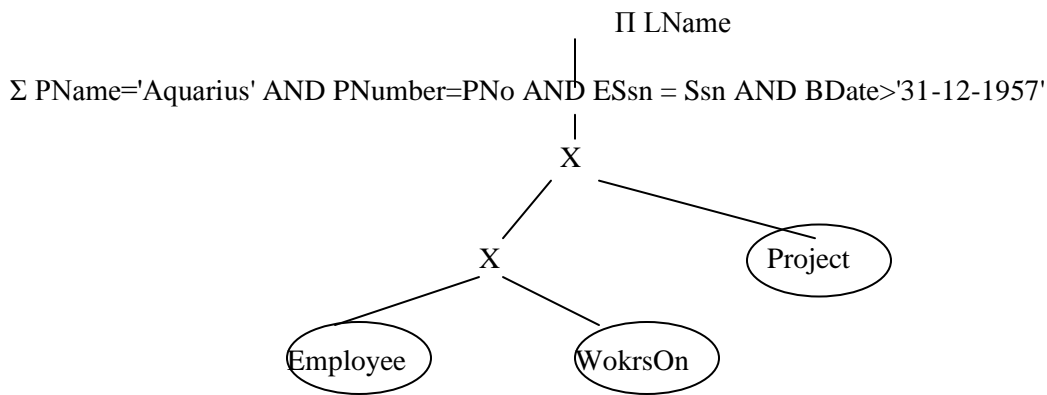 Π LName
Σ PName='Aquarius' AND PNumber=PNo AND ESsn = Ssn AND BDate>'31-12-1957'
X
X
Project
Employee
WokrsOn